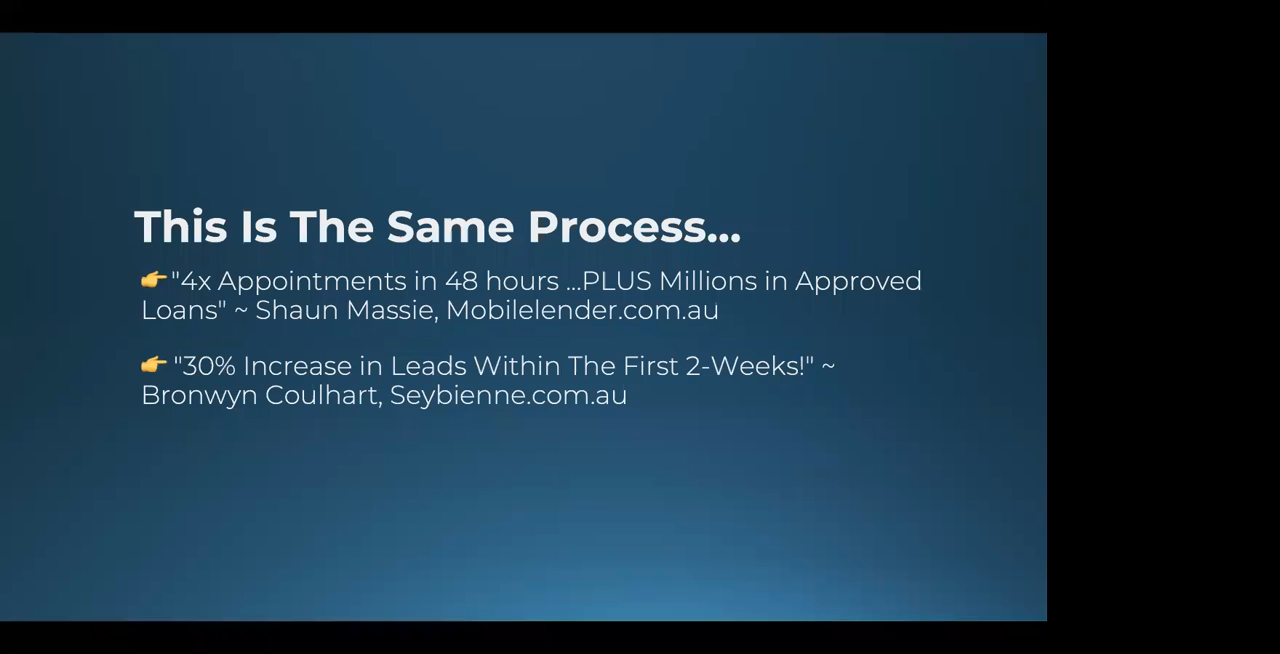 This Is The Same Process...
👉"4x Appointments in 48 hours ...PLUS Millions in Approved
Loans" ~ Shaun Massie, Mobilelender.com.au
👉 "30% Increase in Leads Within The First 2-Weeks!" ~
Bronwyn Coulhart, Seybienne.com.au